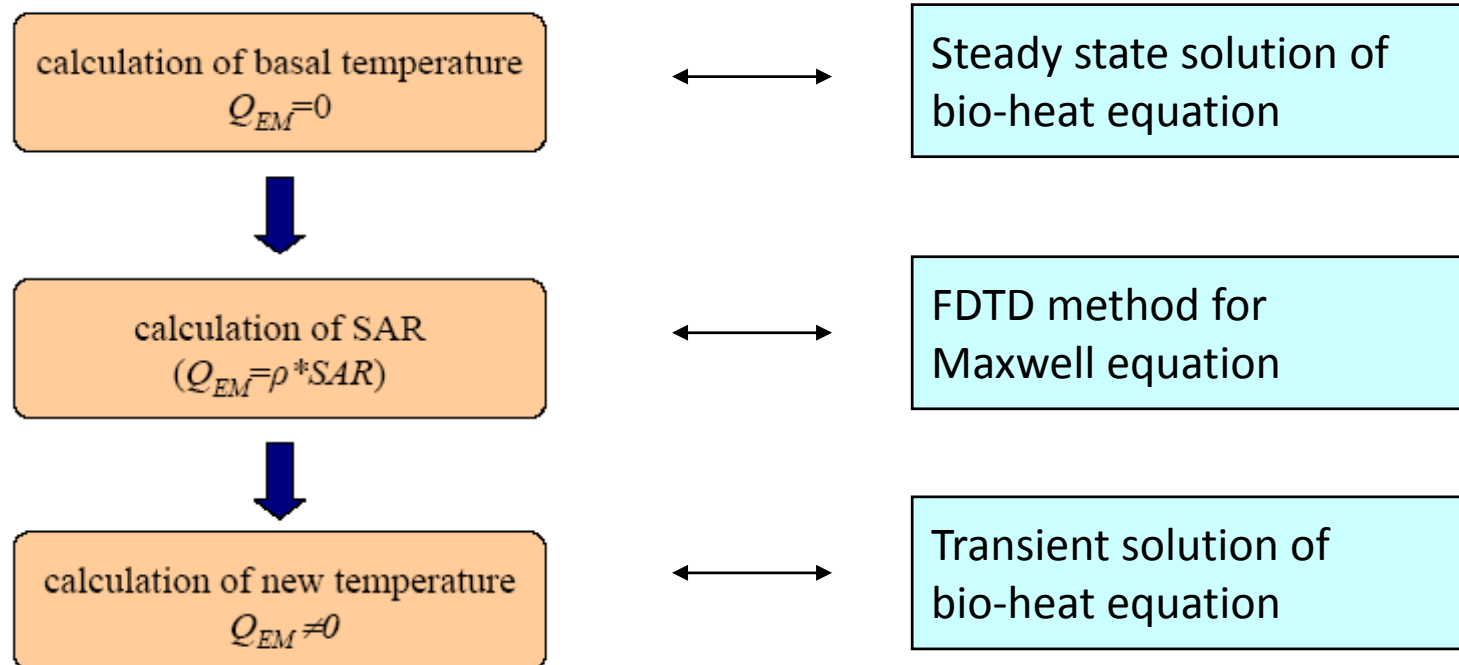 calculation of basal temperature
Q_EM=0
Steady state solution of
bio-heat equation
calculation of SAR
(Q_EM=ρ*SAR)
FDTD method for
Maxwell equation
calculation of new temperature
Q_EM≠0
Transient solution of
bio-heat equation